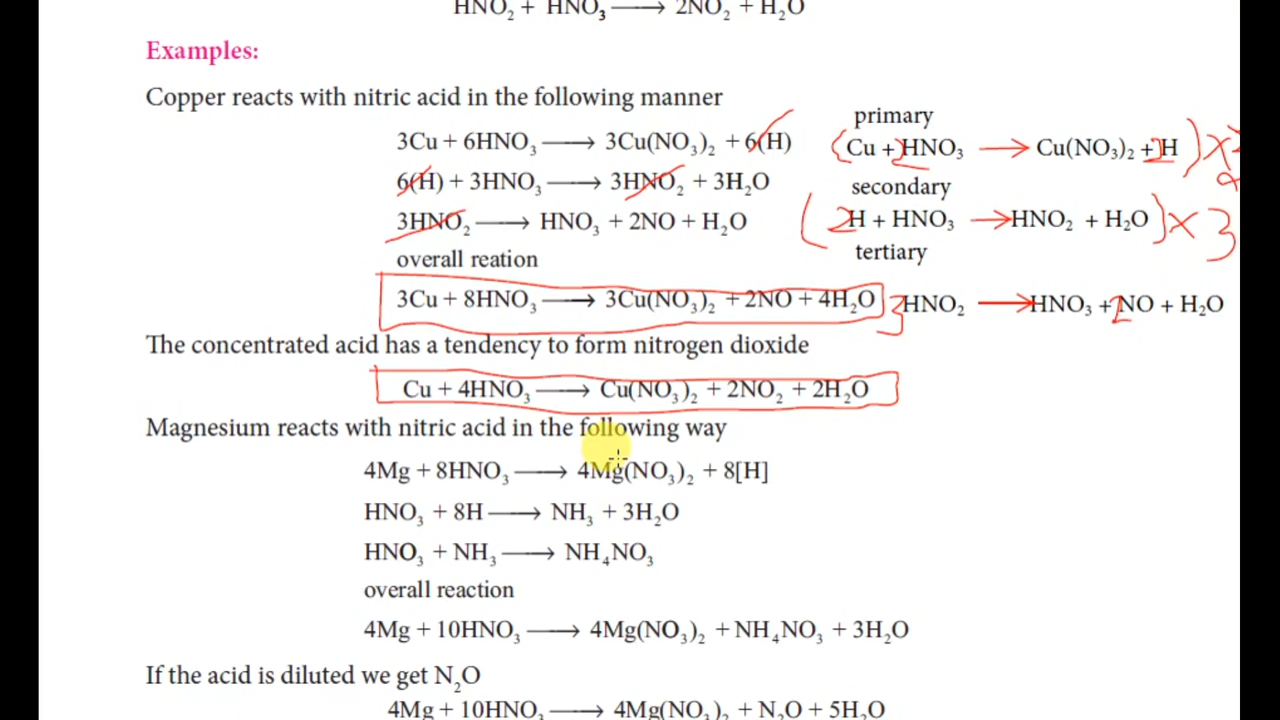 HNO₂ + HNO₃ ⟶ 2NO₂ + H₂O
Examples:
Copper reacts with nitric acid in the following manner
3Cu + 6HNO₃ ⟶ 3Cu(NO₃)₂ + 6(H)
6(H) + 3HNO₃ ⟶ 3HNO₂ + 3H₂O
3HNO₂ ⟶ HNO₃ + 2NO + H₂O
overall reation
3Cu + 8HNO₃ ⟶ 3Cu(NO₃)₂ + 2NO + 4H₂O
primary
(Cu + 2HNO₃ → Cu(NO₃)₂ + 2H) ×
secondary
(2H + HNO₃ → HNO₂ + H₂O) × 3
tertiary
3HNO₂ → HNO₃ + 2NO + H₂O
The concentrated acid has a tendency to form nitrogen dioxide
Cu + 4HNO₃ ⟶ Cu(NO₃)₂ + 2NO₂ + 2H₂O
Magnesium reacts with nitric acid in the following way
4Mg + 8HNO₃ ⟶ 4Mg(NO₃)₂ + 8[H]
HNO₃ + 8H ⟶ NH₃ + 3H₂O
HNO₃ + NH₃ ⟶ NH₄NO₃
overall reaction
4Mg + 10HNO₃ ⟶ 4Mg(NO₃)₂ + NH₄NO₃ + 3H₂O
If the acid is diluted we get N₂O
4Mg + 10HNO₃ ⟶ 4Mg(NO₃)₂ + N₂O + 5H₂O